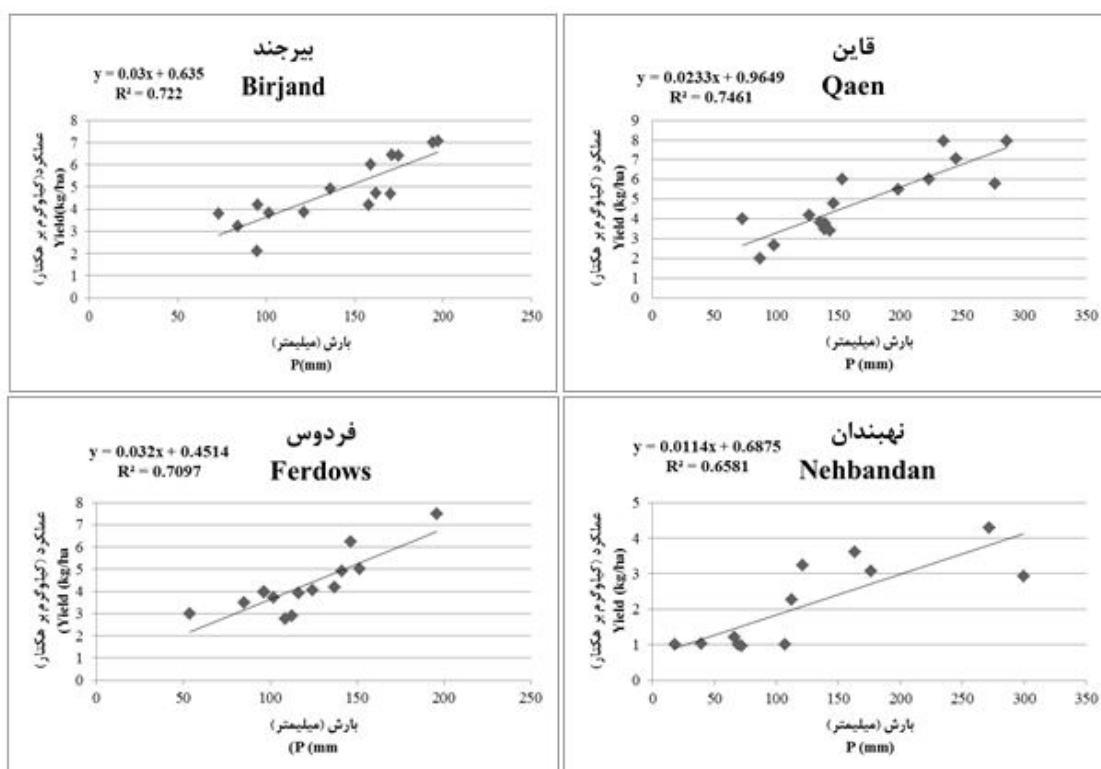 بیرجند
Birjand
y = 0.03x + 0.635
R² = 0.722
عملکرد (کیلوگرم بر هکتار)
Yield(kg/ha)
8
7
6
5
4
3
2
1
0
0 50 100 150 200 250
بارش (میلیمتر)
P(mm)
قاین
Qaen
y = 0.0233x + 0.9649
R² = 0.7461
عملکرد (کیلوگرم بر هکتار)
Yield (kg/ha)
9
8
7
6
5
4
3
2
1
0
0 50 100 150 200 250 300 350
بارش (میلیمتر)
P (mm)
فردوس
Ferdows
y = 0.032x + 0.4514
R² = 0.7097
عملکرد (کیلوگرم بر هکتار)
(Yield (kg/ha
8
7
6
5
4
3
2
1
0
0 50 100 150 200 250
بارش (میلیمتر)
(P (mm
نهبندان
Nehbandan
y = 0.0114x + 0.6875
R² = 0.6581
عملکرد (کیلوگرم بر هکتار)
Yield (kg/ha)
5
4
3
2
1
0
0 50 100 150 200 250 300 350
بارش (میلیمتر)
P (mm)